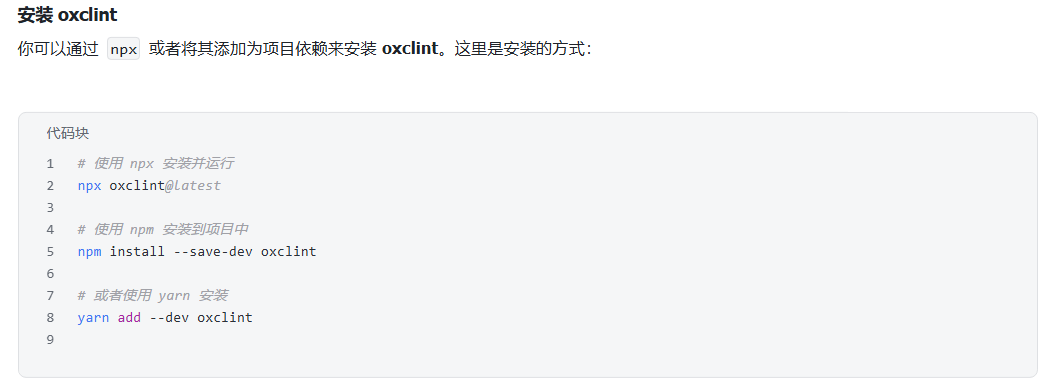 安装 oxclint
你可以通过 npx 或者将其添加为项目依赖来安装 oxclint。这里是安装的方式：
代码块
1 # 使用 npx 安装并运行
2 npx oxclint@latest
3
4 # 使用 npm 安装到项目中
5 npm install --save-dev oxclint
6
7 # 或者使用 yarn 安装
8 yarn add --dev oxclint
9